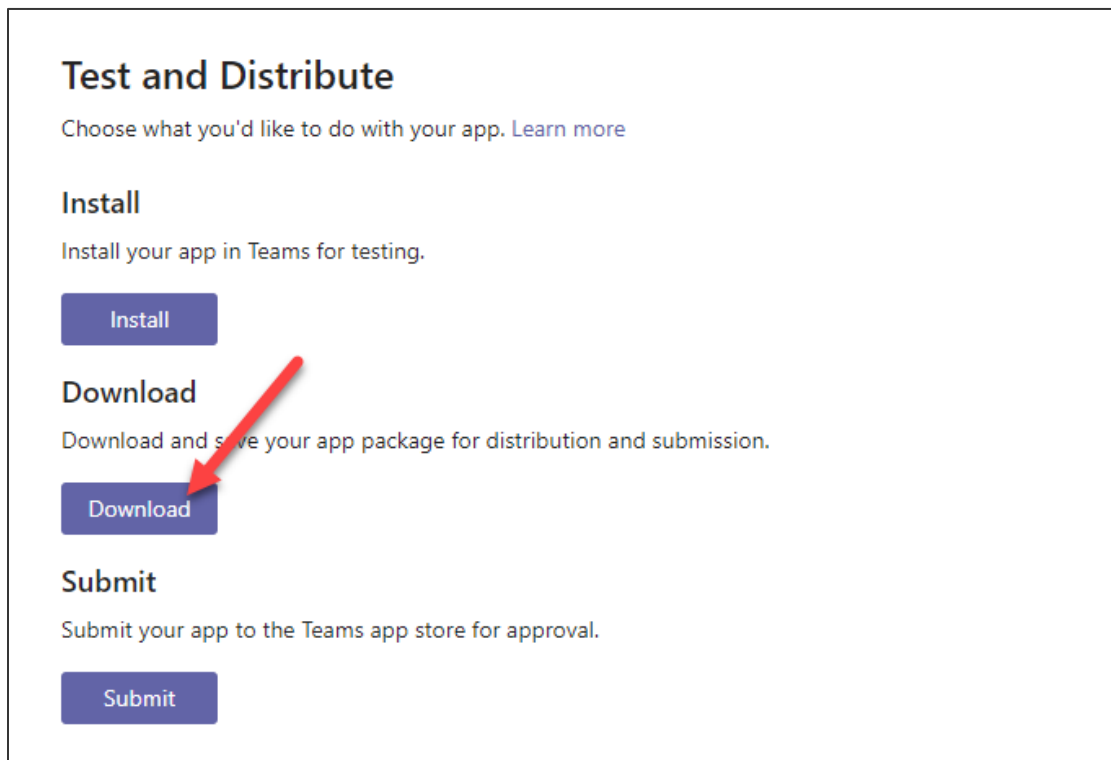 Test and Distribute
Choose what you'd like to do with your app. Learn more
Install
Install your app in Teams for testing.
Install
Download
Download and save your app package for distribution and submission.
Download
Submit
Submit your app to the Teams app store for approval.
Submit